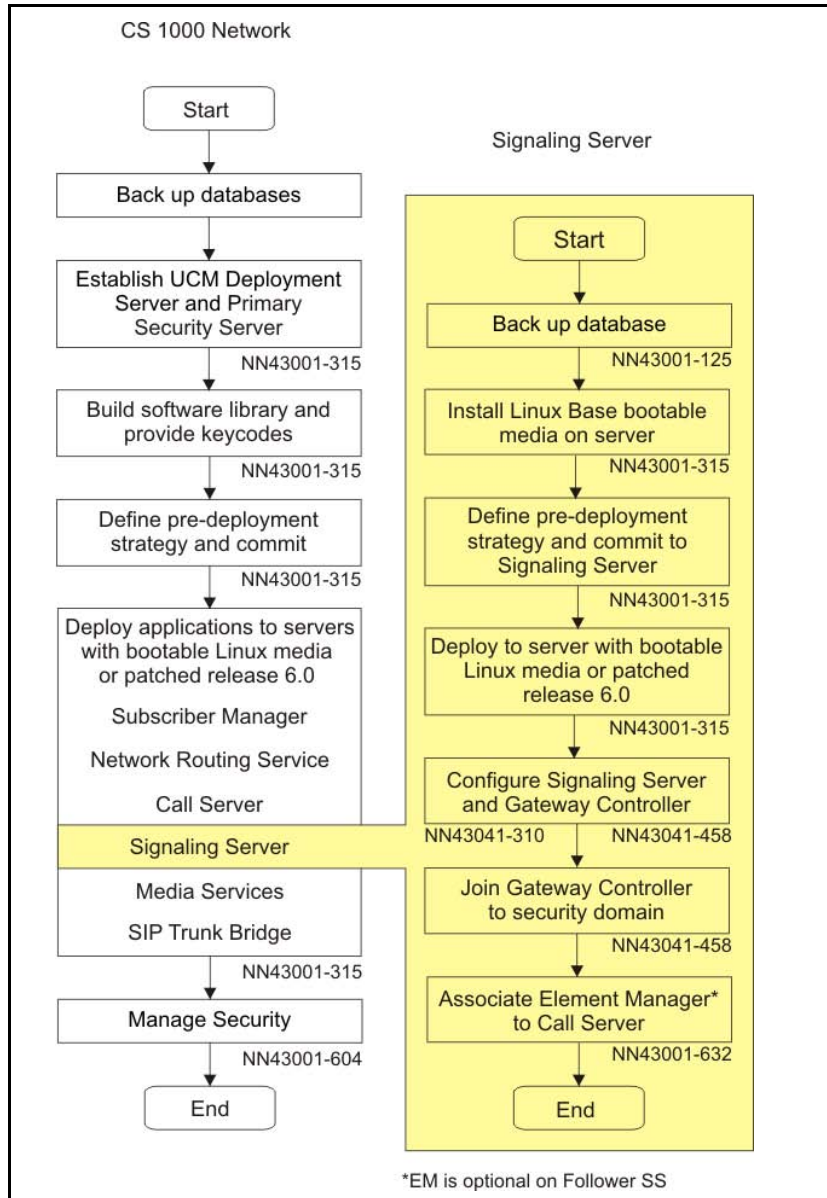 CS 1000 Network
Start
Back up databases
Establish UCM Deployment
Server and Primary
Security Server
NN43001-315
Build software library and
provide keycodes
NN43001-315
Define pre-deployment
strategy and commit
NN43001-315
Deploy applications to servers
with bootable Linux media
or patched release 6.0
Subscriber Manager
Network Routing Service
Call Server
Signaling Server
Media Services
SIP Trunk Bridge
NN43001-315
Manage Security
NN43001-604
End
Signaling Server
Start
Back up database
NN43001-125
Install Linux Base bootable
media on server
NN43001-315
Define pre-deployment
strategy and commit to
Signaling Server
NN43001-315
Deploy to server with bootable
Linux media or patched
release 6.0
NN43001-315
Configure Signaling Server
and Gateway Controller
NN43041-310 NN43041-458
Join Gateway Controller
to security domain
NN43041-458
Associate Element Manager*
to Call Server
NN43001-632
End
*EM is optional on Follower SS